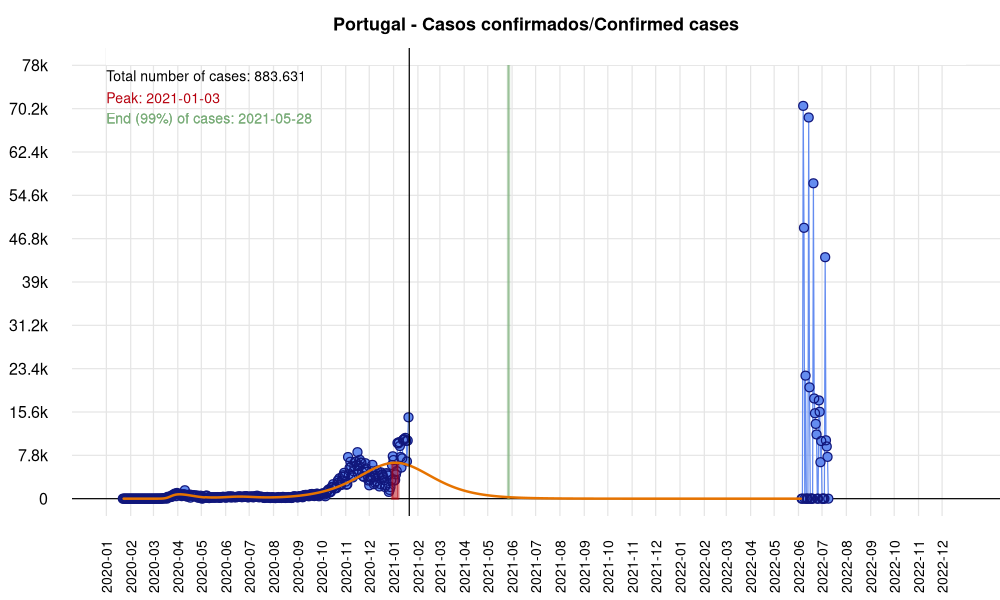 Portugal - Casos confirmados/Confirmed cases
Total number of cases: 883.631
Peak: 2021-01-03
End (99%) of cases: 2021-05-28
78k
70.2k
62.4k
54.6k
46.8k
39k
31.2k
23.4k
15.6k
7.8k
0
2020-01
2020-02
2020-03
2020-04
2020-05
2020-06
2020-07
2020-08
2020-09
2020-10
2020-11
2020-12
2021-01
2021-02
2021-03
2021-04
2021-05
2021-06
2021-07
2021-08
2021-09
2021-10
2021-11
2021-12
2022-01
2022-02
2022-03
2022-04
2022-05
2022-06
2022-07
2022-08
2022-09
2022-10
2022-11
2022-12